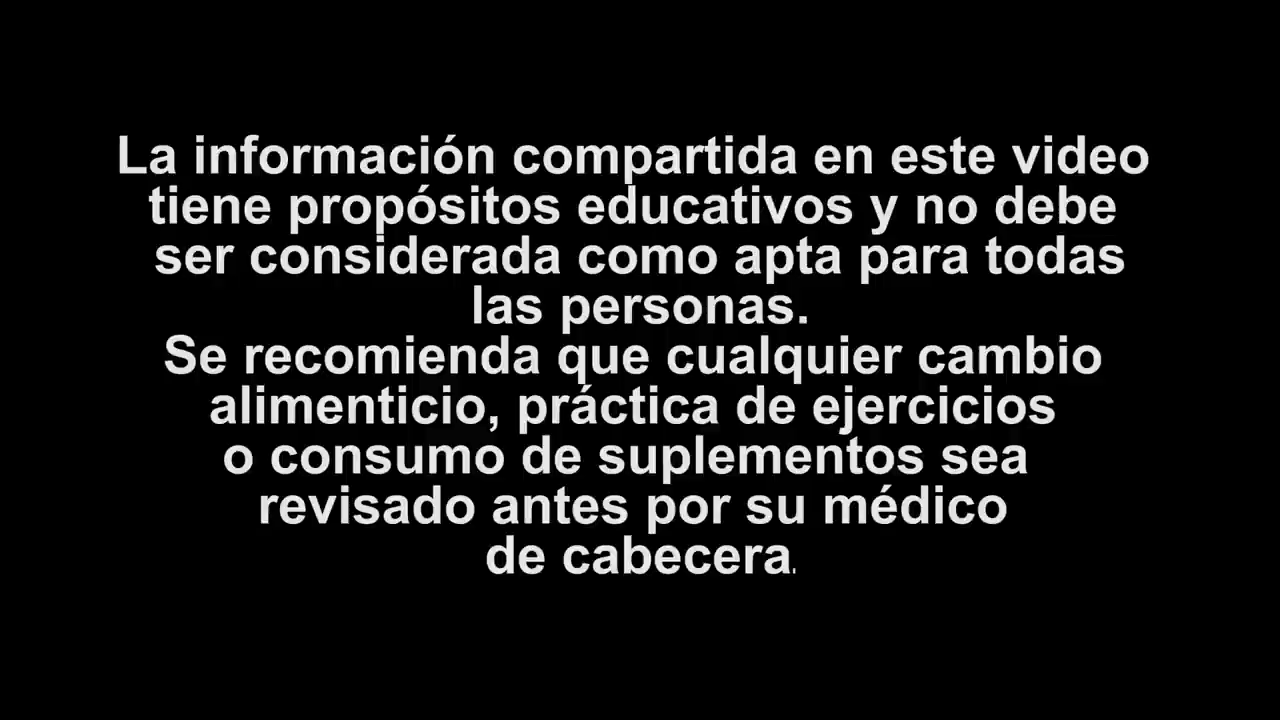 La información compartida en este video
tiene propósitos educativos y no debe
ser considerada como apta para todas
las personas.
Se recomienda que cualquier cambio
alimenticio, práctica de ejercicios
o consumo de suplementos sea
revisado antes por su médico
de cabecera.